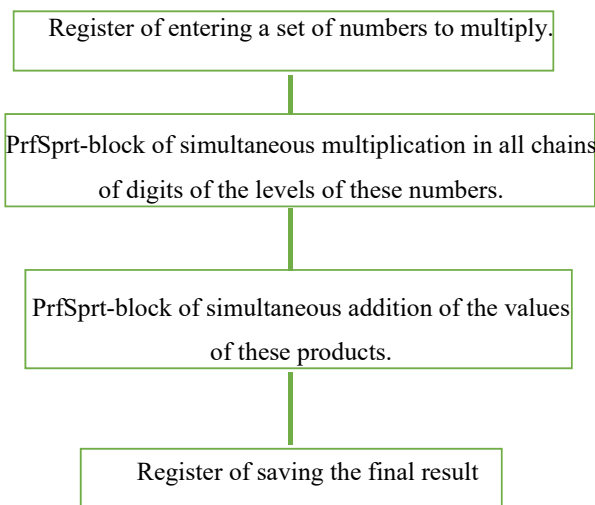 Register of entering a set of numbers to multiply.
PrfSprt-block of simultaneous multiplication in all chains
of digits of the levels of these numbers.
PrfSprt-block of simultaneous addition of the values
of these products.
Register of saving the final result